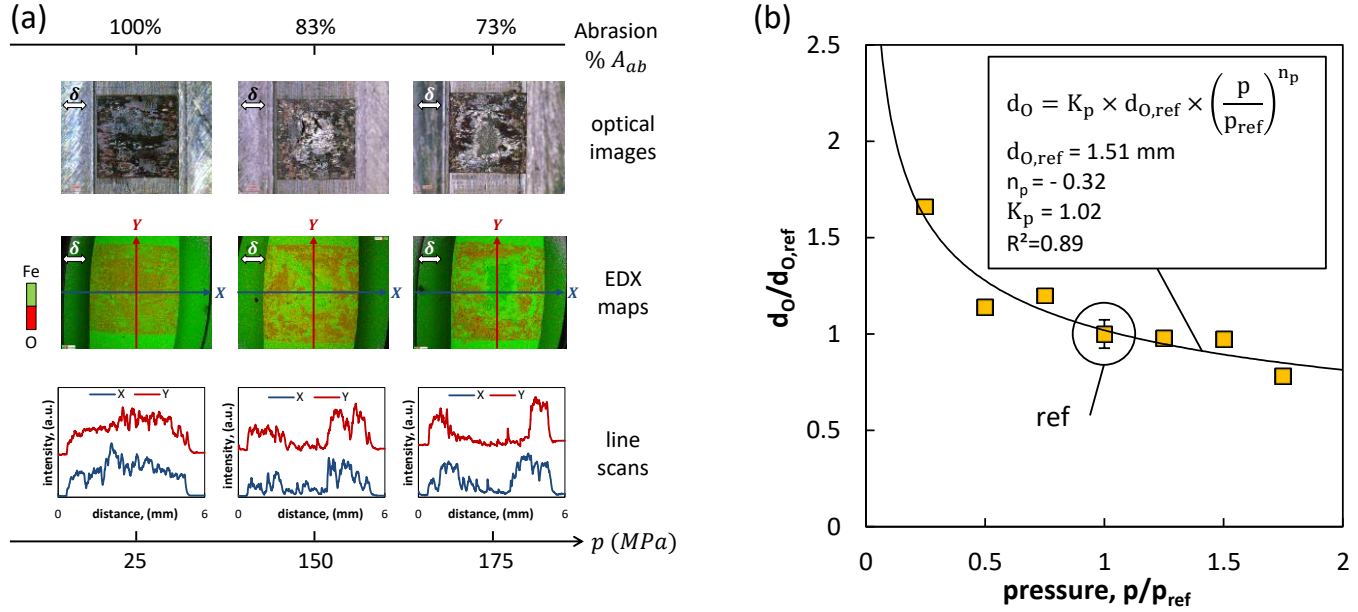 (a)
100% 83% 73% Abrasion
% A_ab
δ δ δ
optical
images
Y Y Y
δ δ δ
Fe
O
X X X
EDX
maps
X Y X Y X Y
intensity, (a.u.) intensity, (a.u.) intensity, (a.u.)
line
scans
0 6 0 6 0 6
distance, (mm) distance, (mm) distance, (mm)
p (MPa)
25 150 175
(b)
2.5
2
1.5
1
0.5
0
d_O/d_O,ref
d_O = K_p × d_O,ref × (p/p_ref)^n_p
d_O,ref = 1.51 mm
n_p = - 0.32
K_p = 1.02
R²=0.89
ref
0 0.5 1 1.5 2
pressure, p/p_ref